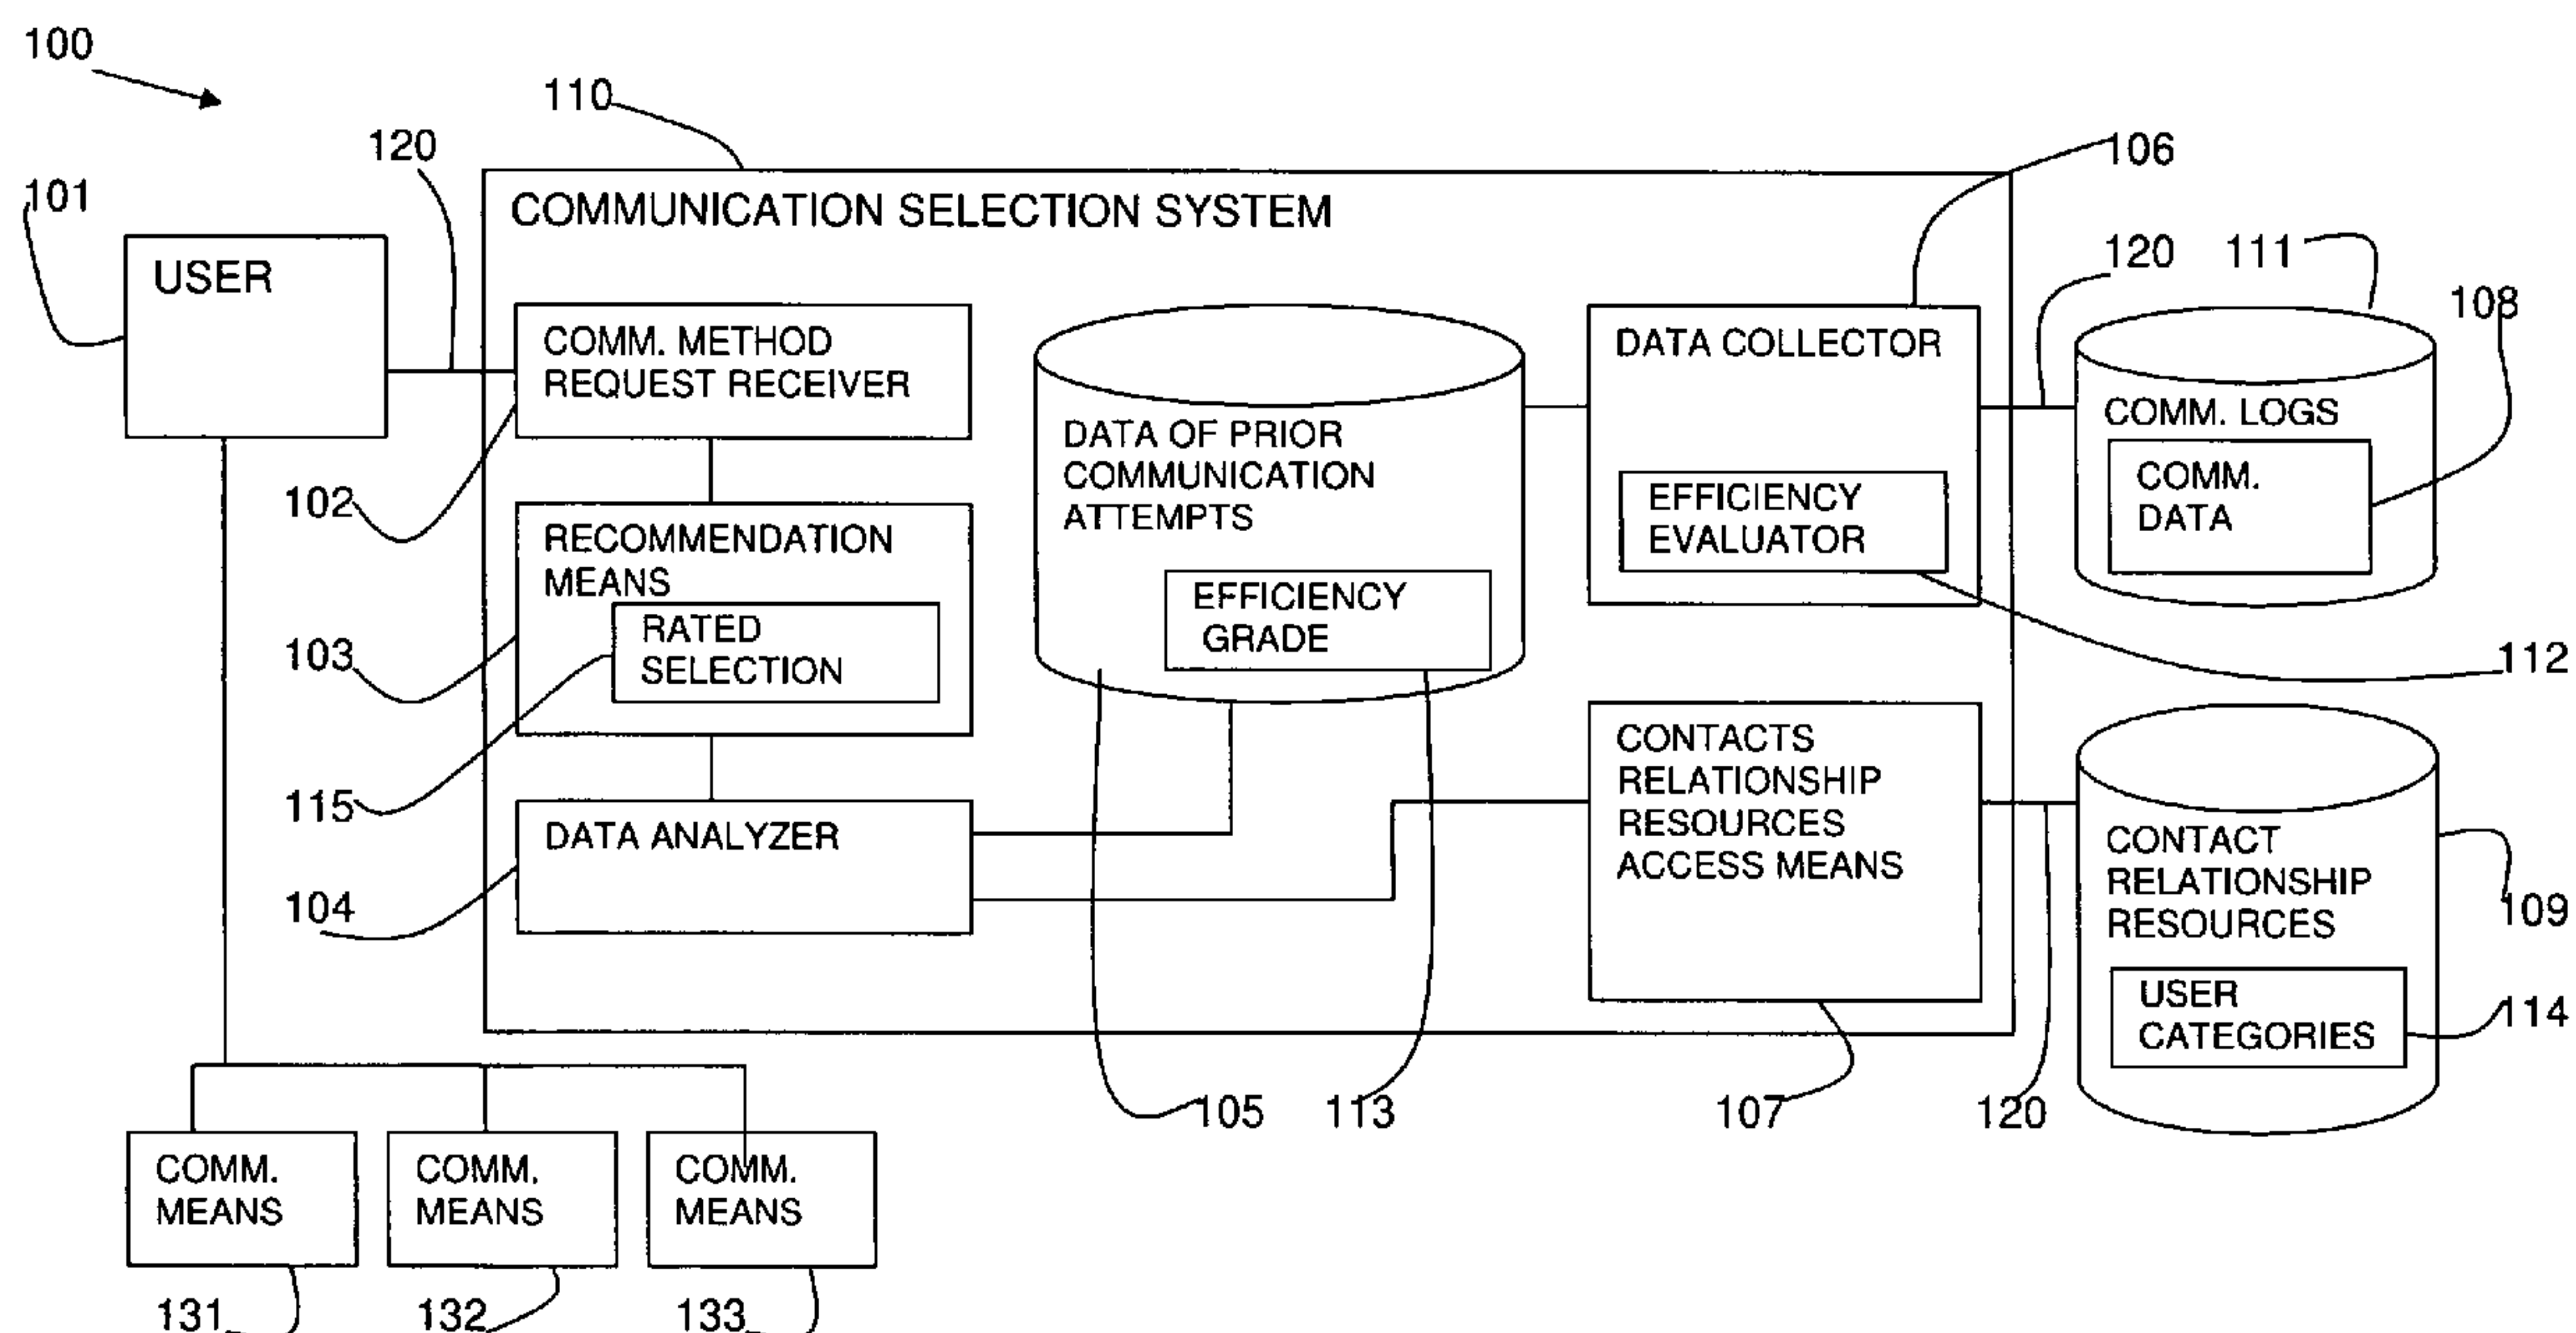 100
110
120
106
101
COMMUNICATION SELECTION SYSTEM
120
111
USER
108
COMM. METHOD
REQUEST RECEIVER
DATA COLLECTOR
COMM. LOGS
DATA OF PRIOR
COMMUNICATION
ATTEMPTS
COMM.
DATA
102
EFFICIENCY
EVALUATOR
RECOMMENDATION
MEANS
EFFICIENCY
GRADE
RATED
SELECTION
103
112
CONTACTS
RELATIONSHIP
RESOURCES
ACCESS MEANS
115
DATA ANALYZER
CONTACT
RELATIONSHIP
RESOURCES
104
109
USER
CATEGORIES
114
105
113
107
120
COMM.
MEANS
COMM.
MEANS
COMM.
MEANS
131
132
133